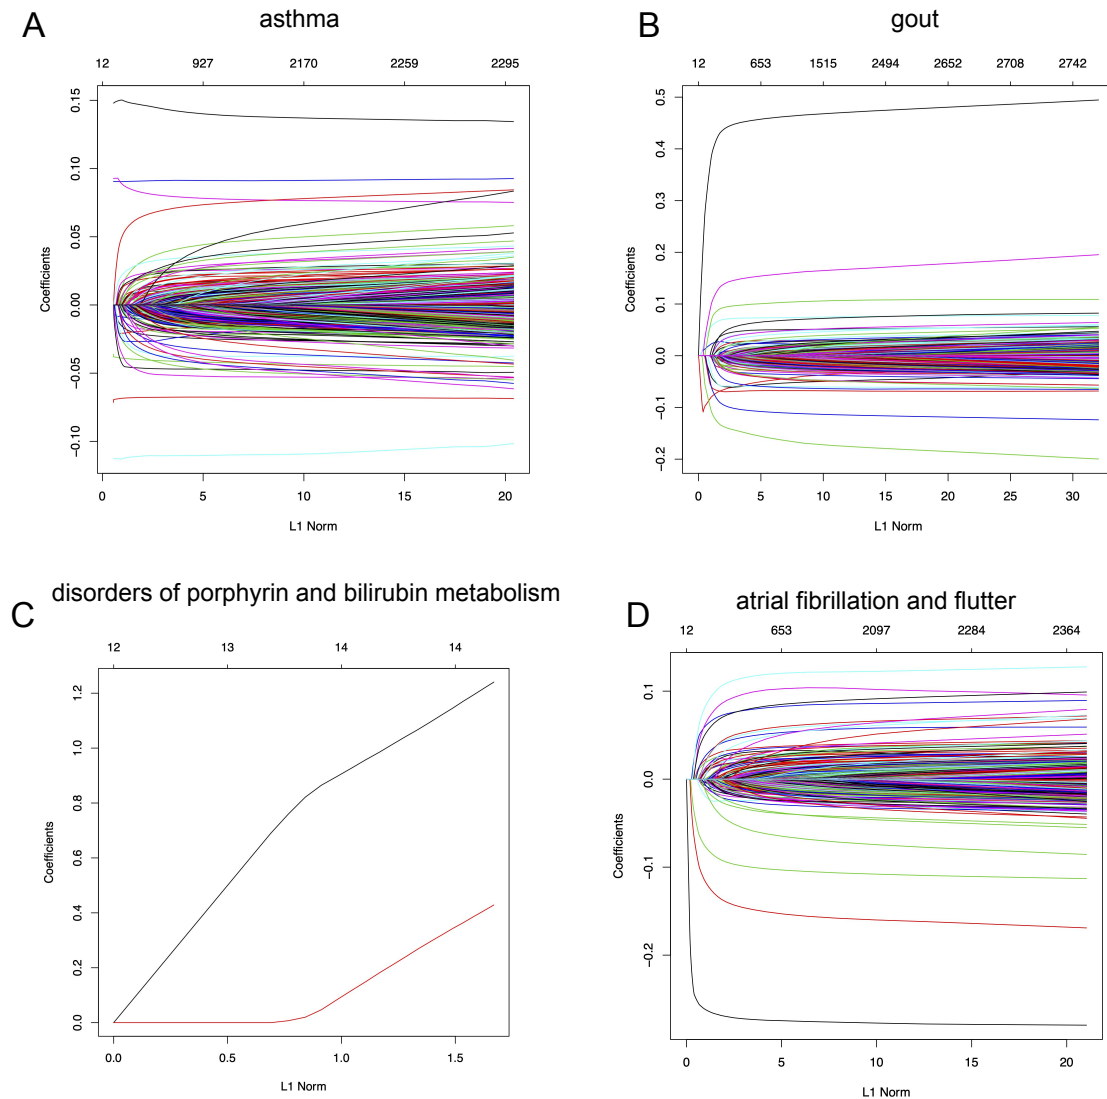 A
asthma
12 927 2170 2259 2295
0.15
0.10
0.05
0.00
−0.05
−0.10
Coefficients
0 5 10 15 20
L1 Norm
B
gout
12 653 1515 2494 2652 2708 2742
0.5
0.4
0.3
0.2
0.1
0.0
−0.1
−0.2
Coefficients
0 5 10 15 20 25 30
L1 Norm
C
disorders of porphyrin and bilirubin metabolism
12 13 14 14
1.2
1.0
0.8
0.6
0.4
0.2
0.0
Coefficients
0.0 0.5 1.0 1.5
L1 Norm
D
atrial fibrillation and flutter
12 653 2097 2284 2364
0.1
0.0
−0.1
−0.2
Coefficients
0 5 10 15 20
L1 Norm